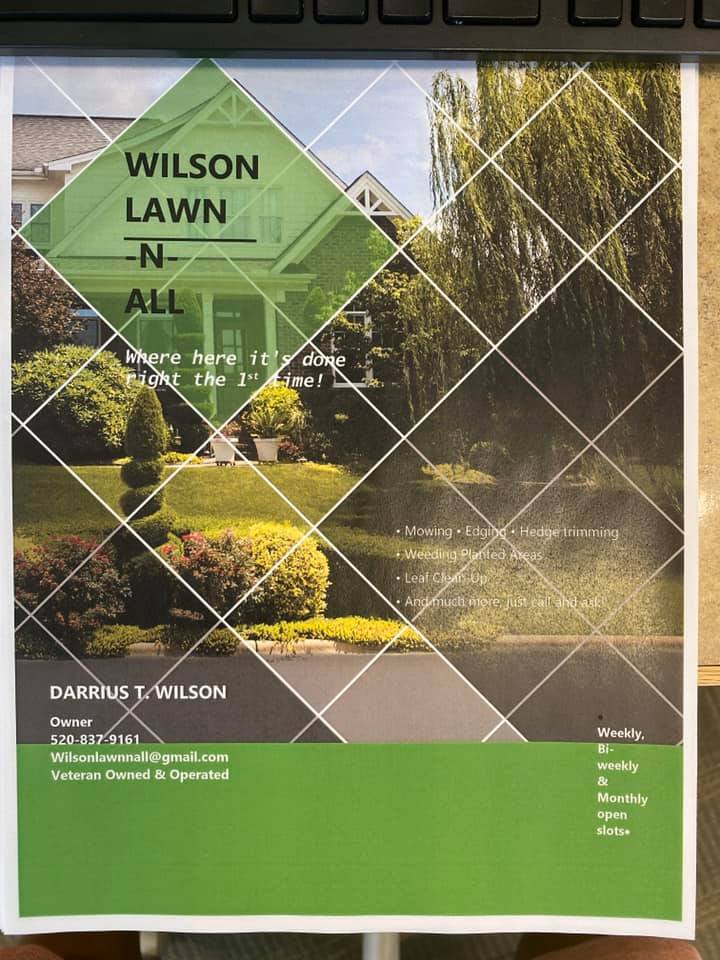 WILSON
LAWN
-N-
ALL
Where here it's done
right the 1st time!
• Mowing • Edging • Hedge trimming
• Weeding Planted Areas
• Leaf Clean-Up
• And much more, just call and ask!
DARRIUS T. WILSON
Owner
520-837-9161
Wilsonlawnnall@gmail.com
Veteran Owned & Operated
•
Weekly,
Bi-
weekly
&
Monthly
open
slots•